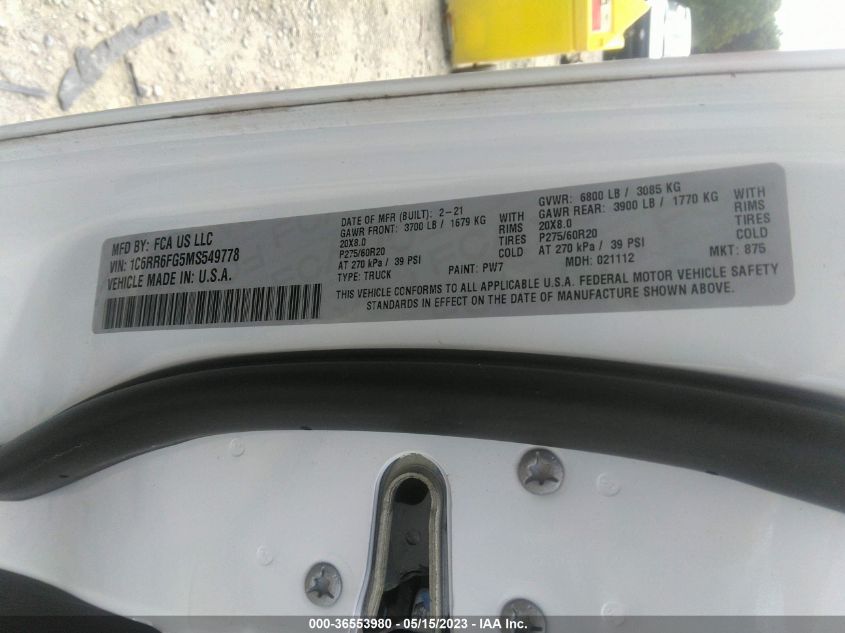 MFD BY: FCA US LLC
VIN: 1C6RR6FG5MS549778
VEHICLE MADE IN: U.S.A.
DATE OF MFR (BUILT): 2-21
GAWR FRONT: 3700 LB / 1679 KG WITH
20X8.0 RIMS
P275/60R20 TIRES
AT 270 kPa / 39 PSI COLD
TYPE: TRUCK PAINT: PW7
GVWR: 6800 LB / 3085 KG
GAWR REAR: 3900 LB / 1770 KG WITH
20X8.0 RIMS
P275/60R20 TIRES
AT 270 kPa / 39 PSI COLD
MDH: 021112 MKT: 875
THIS VEHICLE CONFORMS TO ALL APPLICABLE U.S.A. FEDERAL MOTOR VEHICLE SAFETY
STANDARDS IN EFFECT ON THE DATE OF MANUFACTURE SHOWN ABOVE.
000-36553980 - 05/15/2023 - IAA Inc.